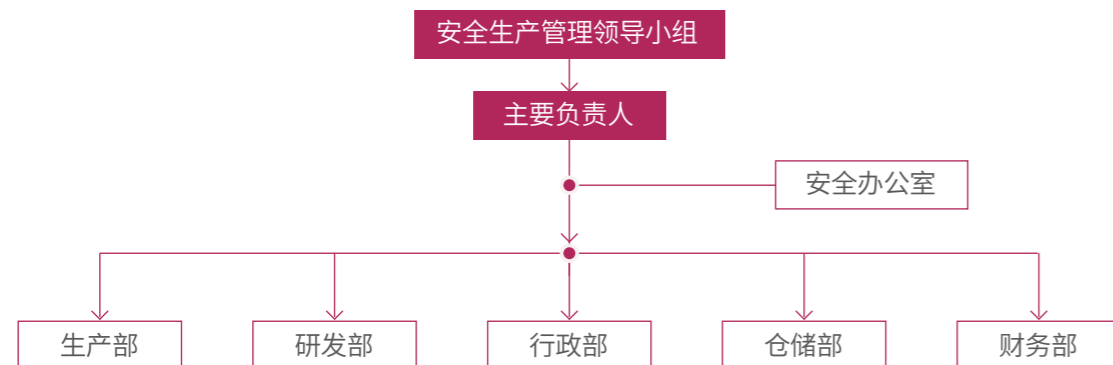 安全生产管理领导小组
主要负责人
安全办公室
生产部
研发部
行政部
仓储部
财务部